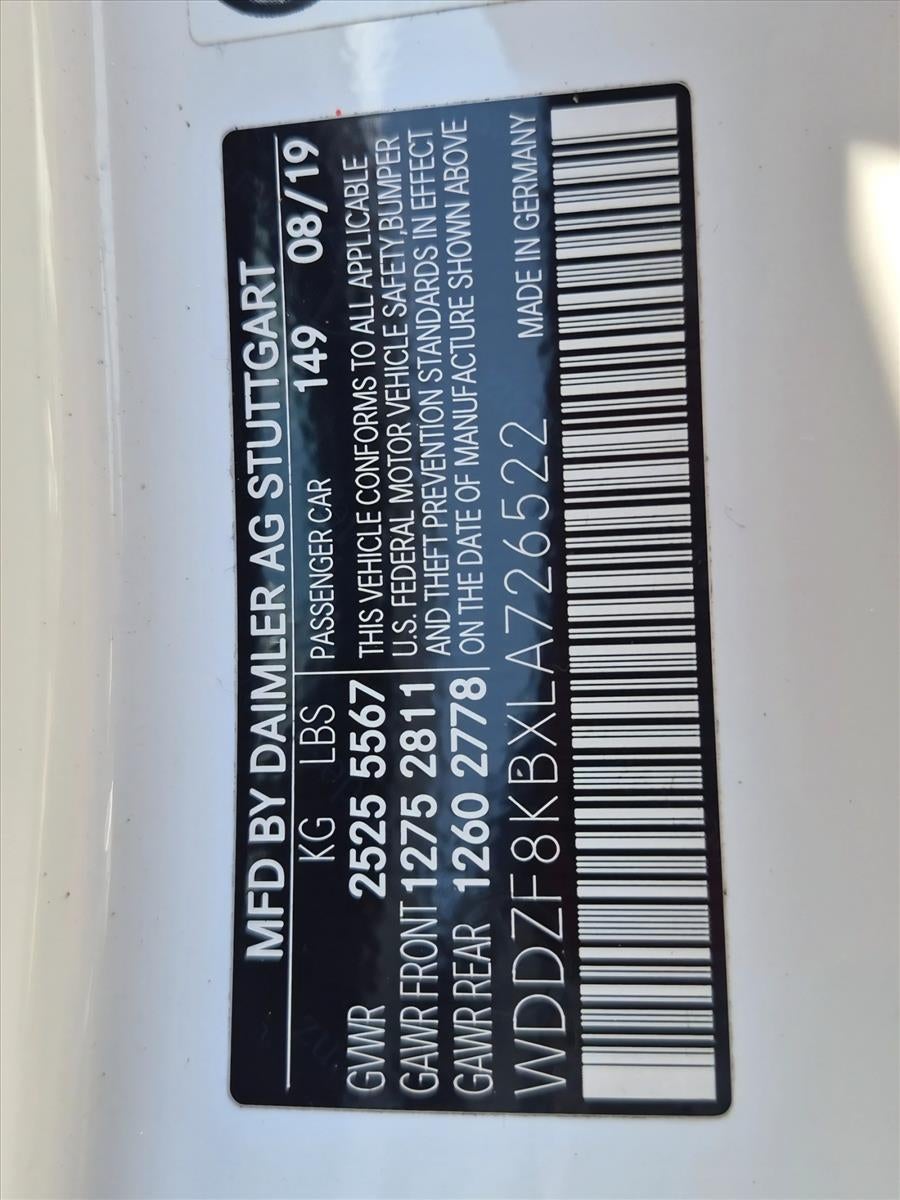 MFD BY DAIMLER AG STUTTGART
KG LBS PASSENGER CAR 149 08/19
GVWR 2525 5567
GAWR FRONT 1275 2811
GAWR REAR 1260 2778
THIS VEHICLE CONFORMS TO ALL APPLICABLE
U.S. FEDERAL MOTOR VEHICLE SAFETY,BUMPER
AND THEFT PREVENTION STANDARDS IN EFFECT
ON THE DATE OF MANUFACTURE SHOWN ABOVE
MADE IN GERMANY
WDDZF8KBXLA726522